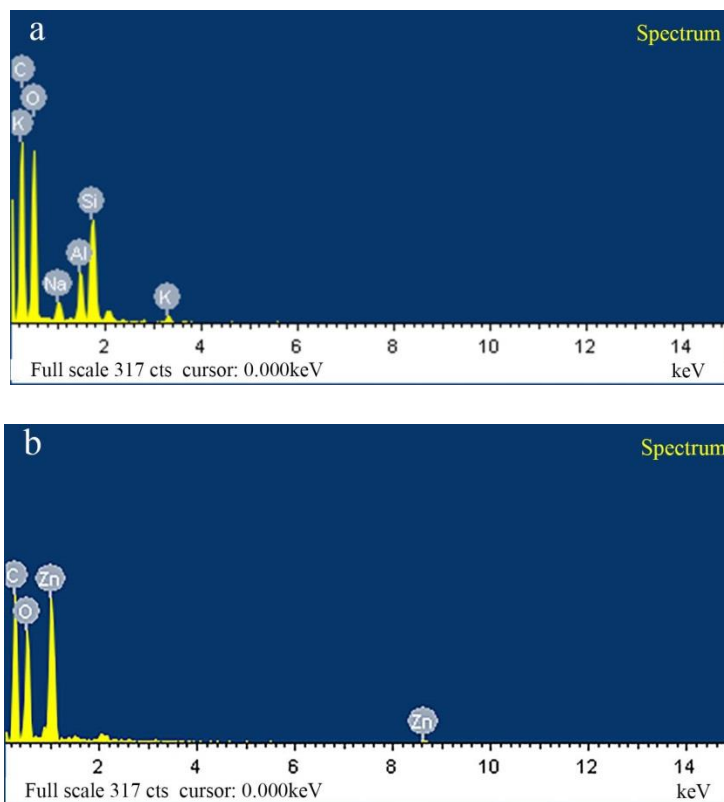 a
Spectrum
C
O
K
Si
Al
Na
K
2 4 6 8 10 12 14
Full scale 317 cts cursor: 0.000keV
keV
b
Spectrum
C
Zn
O
Zn
2 4 6 8 10 12 14
Full scale 317 cts cursor: 0.000keV
keV